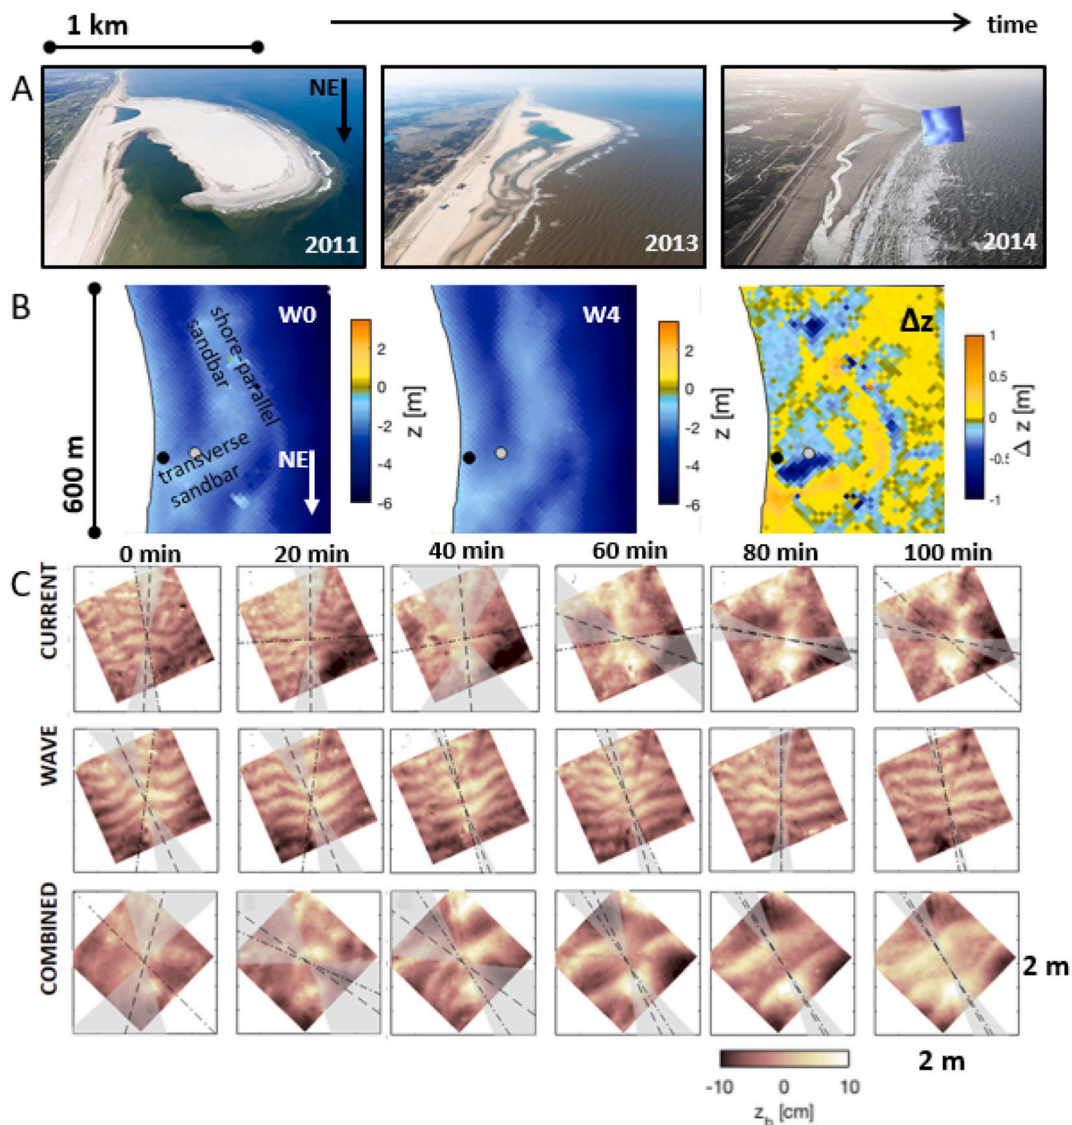 1 km
time
A
NE
2011
2013
2014
B
600 m
W0
shore-parallel
sandbar
transverse
sandbar
NE
2
0
-2
-4
-6
z [m]
W4
2
0
-2
-4
-6
z [m]
Δz
1
0.5
0
-0.5
-1
Δ z [m]
C
0 min
20 min
40 min
60 min
80 min
100 min
CURRENT
WAVE
COMBINED
2 m
2 m
-10
0
10
z_b [cm]